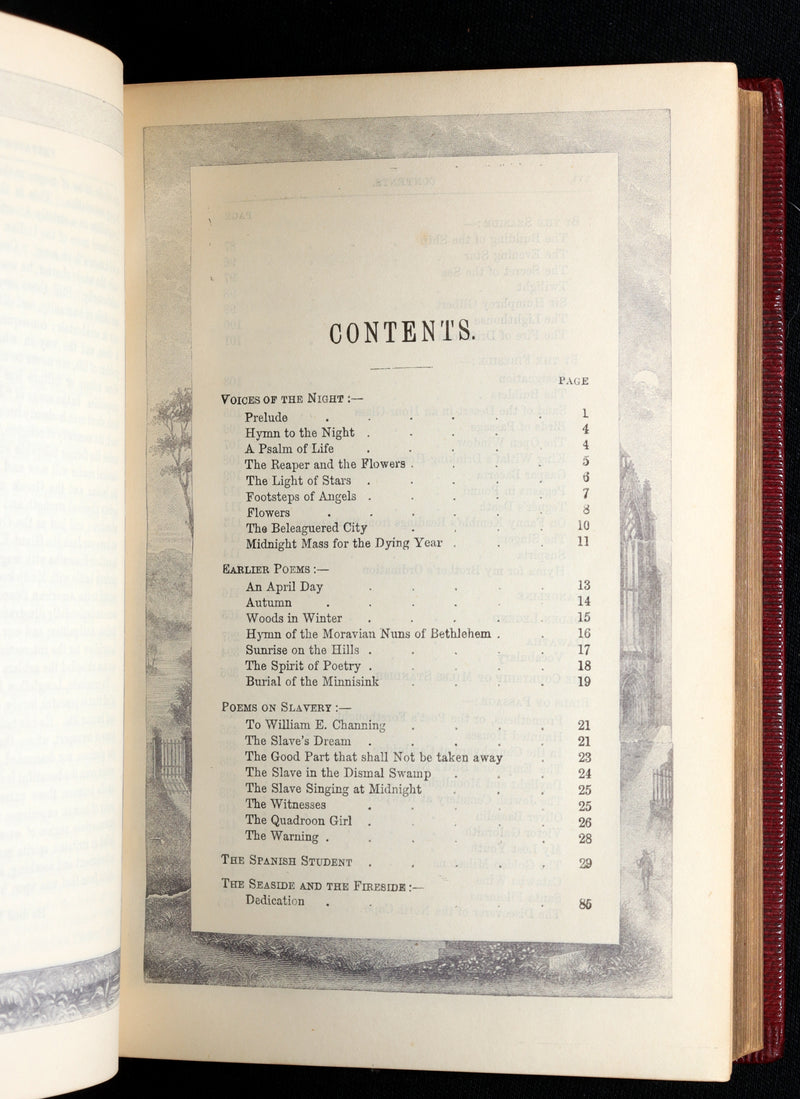 CONTENTS.
PAGE
VOICES OF THE NIGHT :—
Prelude . . . . . . 1
Hymn to the Night . . . . . 4
A Psalm of Life . . . . . 4
The Reaper and the Flowers . . . . 5
The Light of Stars . . . . . 6
Footsteps of Angels . . . . . 7
Flowers . . . . . . 8
The Beleaguered City . . . . 10
Midnight Mass for the Dying Year . . . 11
EARLIER POEMS :—
An April Day . . . . . 13
Autumn . . . . . . 14
Woods in Winter . . . . . 15
Hymn of the Moravian Nuns of Bethlehem . . 16
Sunrise on the Hills . . . . . 17
The Spirit of Poetry . . . . . 18
Burial of the Minnisink . . . . 19
POEMS ON SLAVERY :—
To William E. Channing . . . . 21
The Slave's Dream . . . . . 21
The Good Part that shall Not be taken away . 23
The Slave in the Dismal Swamp . . . 24
The Slave Singing at Midnight . . . 25
The Witnesses . . . . . 25
The Quadroon Girl . . . . . 26
The Warning . . . . . . 28
THE SPANISH STUDENT . . . . . 29
THE SEASIDE AND THE FIRESIDE :—
Dedication . . . . . . 85